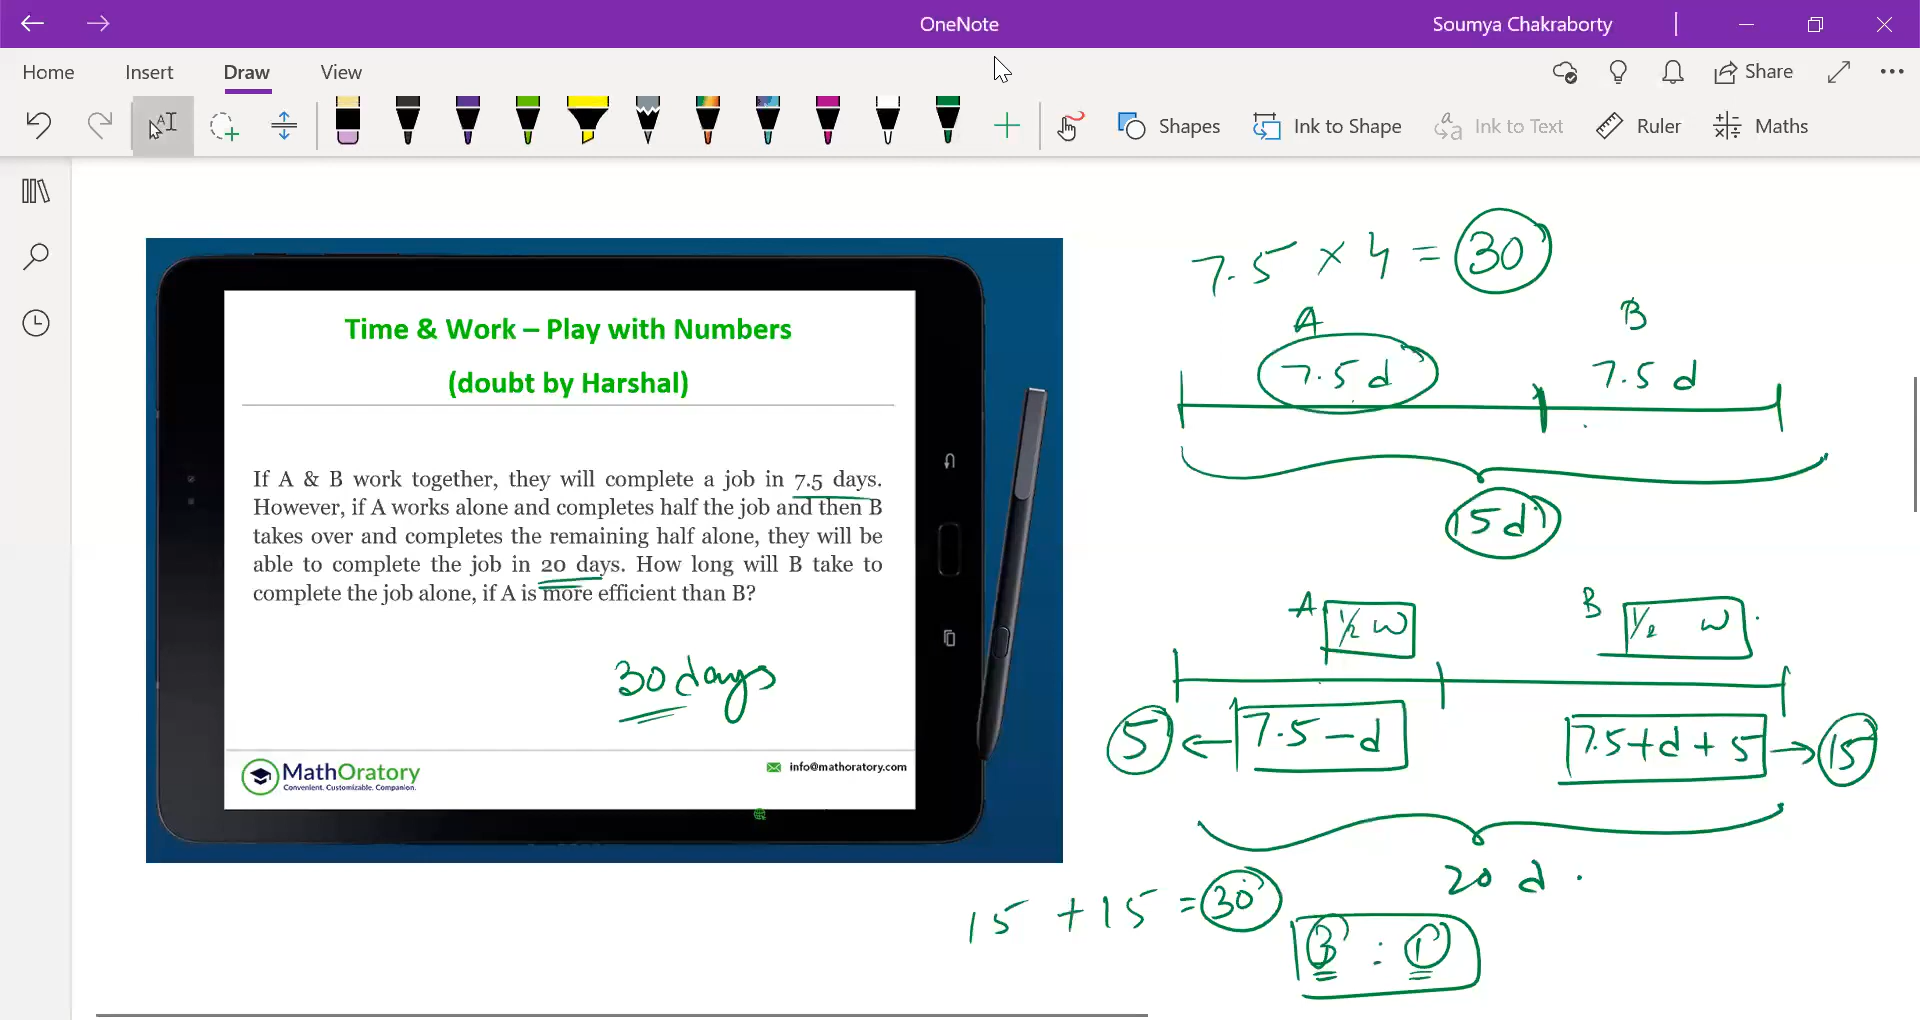 OneNote
Soumya Chakraborty
Home Insert Draw View
Share
Shapes Ink to Shape Ink to Text Ruler Maths
Time & Work – Play with Numbers
(doubt by Harshal)
If A & B work together, they will complete a job in 7.5 days.
However, if A works alone and completes half the job and then B
takes over and completes the remaining half alone, they will be
able to complete the job in 20 days. How long will B take to
complete the job alone, if A is more efficient than B?
30 days
MathOratory
Convenient. Customizable. Companion.
info@mathoratory.com
7.5 × 4 = 30
A B
7.5 d 7.5 d
15 d
A 1/2 W B 1/2 W
5 ← 7.5 – d 7.5 + d + 5 → 15
20 d
15 + 15 = 30
3 : 1